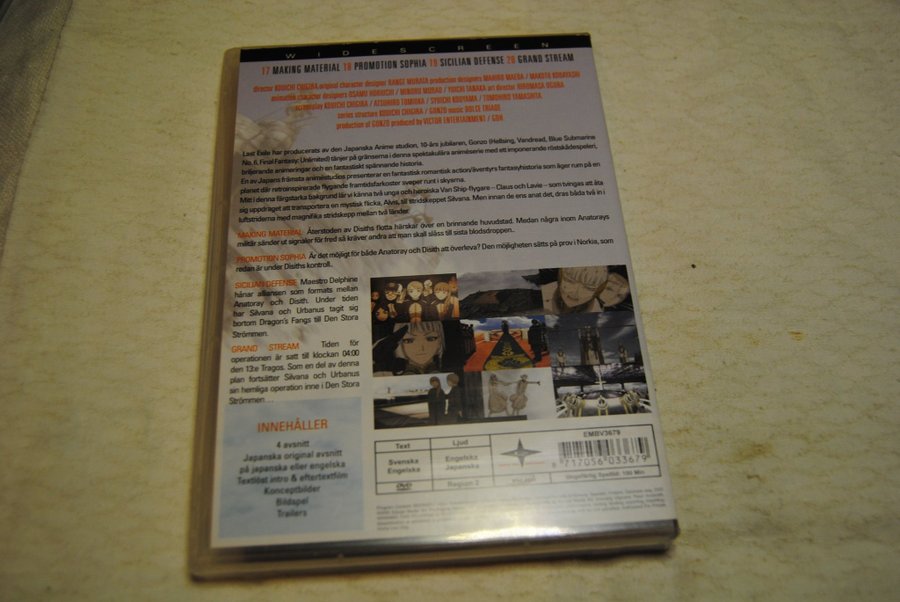 WIDESCREEN
17 MAKING MATERIAL 18 PROMOTION SOPHIA 19 SICILIAN DEFENSE 20 GRAND STREAM
director KOUICHI CHIGIRA original character designer RANGE MURATA production designers MAHIRO MAEDA / MAKOTO KOBAYASHI
animation character designers OSAMU HORIUCHI / MINORU MURAO / YUICHI TANAKA art director HIROMASA OGURA
screenplay KOUICHI CHIGIRA / ATSUHIRO TOMIOKA / SYUICHI KOUYAMA / TOMOHIRO YAMASHITA
series structure KOUICHI CHIGIRA / GONZO music DOLCE TRIADE
production of GONZO produced by VICTOR ENTERTAINMENT / GDH
Last Exile har producerats av den Japanska Anime studion, 10-års jubilaren, Gonzo (Hellsing, Vandread, Blue Submarine
No. 6, Final Fantasy: Unlimited) tänjer på gränserna i denna spektakulära animéserie med ett imponerande röstskådespeleri,
briljerande animeringar och en fantastiskt spännande historia.
En av Japans främsta animéstudios presenterar en fantastisk romantisk action/äventyrs fantasyhistoria som äger rum på en
planet där retroinspirerade flygande framtidsfarkoster sveper runt i skyarna.
Mitt i denna färgstarka bakgrund lär vi känna två unga och heroiska Van Ship-flygare – Claus och Lavie – som tvingas att åta
sig uppdraget att transportera en mystisk flicka, Alvis, till stridskeppet Silvana. Men innan de ens anat det, dras båda två in i
luftstriderna med magnifika stridskepp mellan två länder.
MAKING MATERIAL Återstoden av Disiths flotta härskar över en brinnande huvudstad. Medan några inom Anatorays
militär sänder ut signaler för fred så kräver andra att man skall slåss till sista blodsdroppen..
PROMOTION SOPHIA Är det möjligt för både Anatoray och Disith att överleva? Den möjligheten sätts på prov i Norkia, som
redan är under Disiths kontroll..
SICILIAN DEFENSE Maestro Delphine
hånar alliansen som formats mellan
Anatoray och Disith. Under tiden
har Silvana och Urbanus tagit sig
bortom Dragon's Fangs till Den Stora
Strömmen.
GRAND STREAM Tiden för
operationen är satt till klockan 04:00
den 13:e Tragos. Som en del av denna
plan fortsätter Silvana och Urbanus
sin hemliga operation inne i Den Stora
Strömmen . . .
INNEHÅLLER
4 avsnitt
Japanska original avsnitt
på japanska eller engelska
Textlöst intro & eftertextfilm
Konceptbilder
Bildspel
Trailers
Text Ljud
Svenska
Engelska
Engelska
Japanska
DVD Region 2
EMBV3679
9 717056 033679
Ungefärlig Speltid: 100 Min